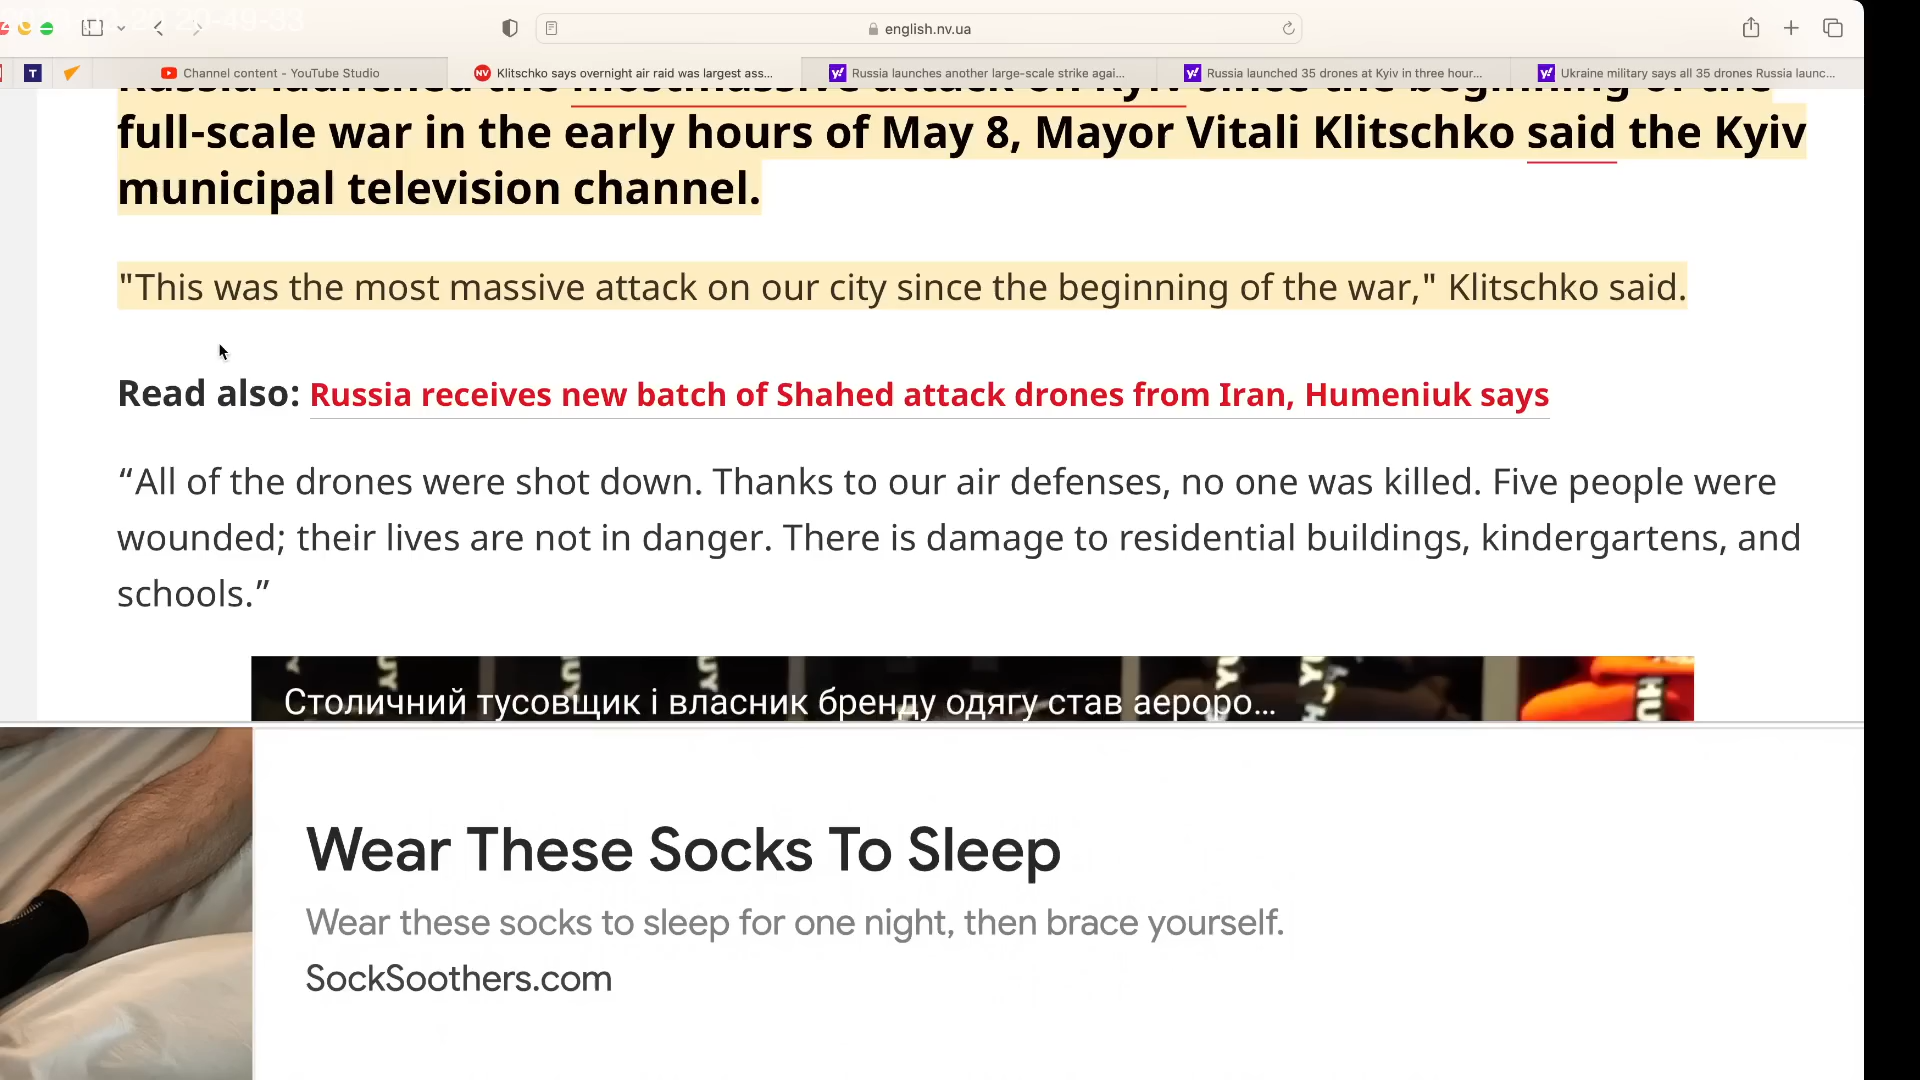 20-49-33
english.nv.ua
T
Channel content - YouTube Studio
NV
Klitschko says overnight air raid was largest ass...
y!
Russia launches another large-scale strike agai...
y!
Russia launched 35 drones at Kyiv in three hour...
y!
Ukraine military says all 35 drones Russia launc...
Russia launched the mostmassive attack on Kyiv since the beginning of the
full-scale war in the early hours of May 8, Mayor Vitali Klitschko said the Kyiv
municipal television channel.
"This was the most massive attack on our city since the beginning of the war," Klitschko said.
Read also: Russia receives new batch of Shahed attack drones from Iran, Humeniuk says
“All of the drones were shot down. Thanks to our air defenses, no one was killed. Five people were
wounded; their lives are not in danger. There is damage to residential buildings, kindergartens, and
schools.”
Столичний тусовщик і власник бренду одягу став аероро...
Wear These Socks To Sleep
Wear these socks to sleep for one night, then brace yourself.
SockSoothers.com